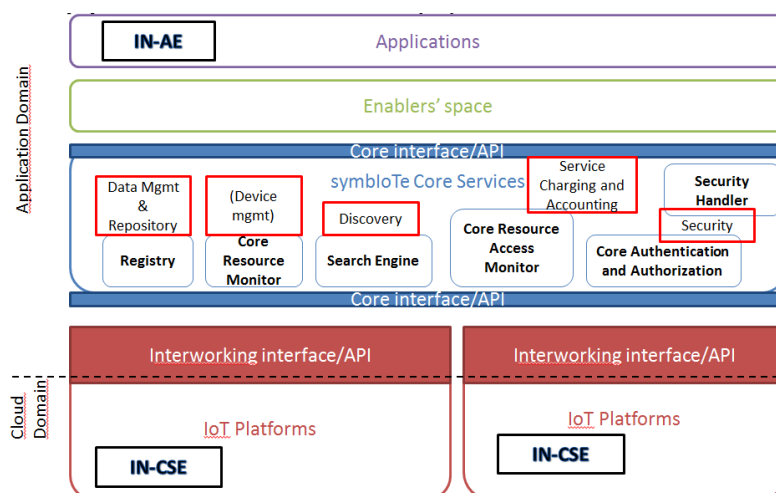 IN-AE
Applications
Enablers' space
Application Domain
Core interface/API
symbIoTe Core Services
Data Mgmt
&
Repository
(Device
mgmt)
Discovery
Service
Charging and
Accounting
Security
Handler
Security
Registry
Core
Resource
Monitor
Search Engine
Core Resource
Access
Monitor
Core Authentication
and Authorization
Core interface/API
Interworking interface/API
Interworking interface/API
Cloud
Domain
IoT Platforms
IoT Platforms
IN-CSE
IN-CSE